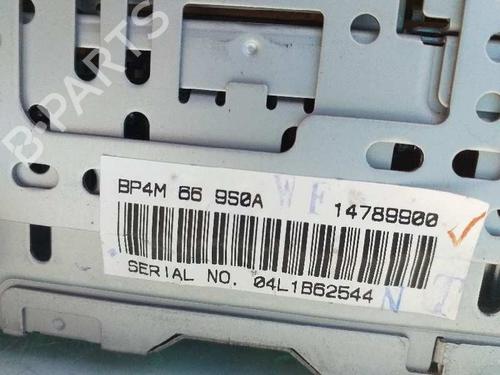 B-PARTS
BP4M 66 950A 14789900
SERIAL NO. 04L1B62544